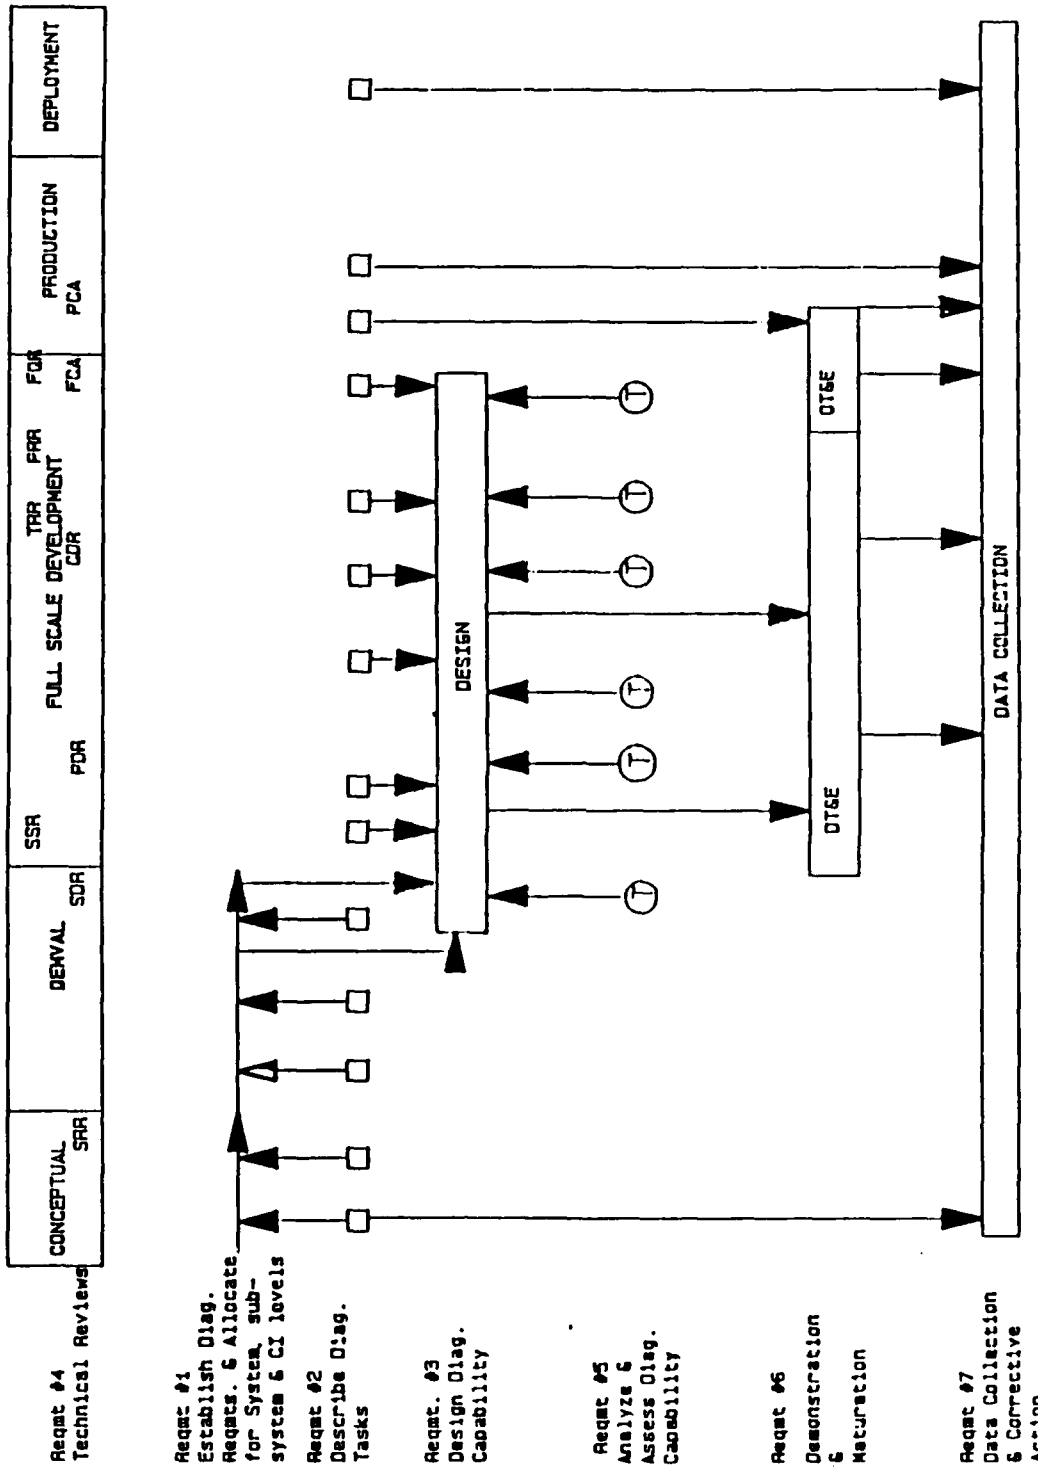 CONCEPTUAL
SRR
DEMVAL
SDR
SSR
PDR
FULL SCALE DEVELOPMENT
CDR
TRR
PRR
FQR
FCA
PRODUCTION
PCA
DEPLOYMENT
Reqmt #4
Technical Reviews
Reqmt #1
Establish Diag.
Reqmts. & Allocate
for System, sub-
system & CI levels
Reqmt #2
Describe Diag.
Tasks
Reqmt. #3
Design Diag.
Capability
DESIGN
Reqmt #5
Analyze &
Assess Diag.
Capability
T
T
T
T
T
T
Reqmt #6
Demonstration
&
Maturation
DT&E
OT&E
Reqmt #7
Data Collection
& Corrective
Action
DATA COLLECTION